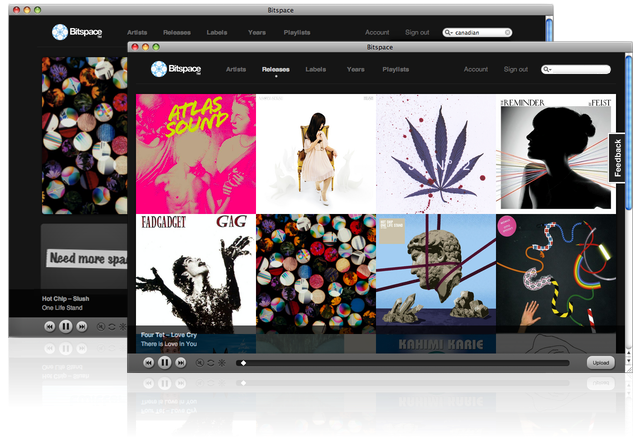 Bitspace
Bitspace
Artists Releases Labels Years Playlists Account Sign out canadian
Need more spa
Hot Chip – Slush
One Life Stand
Bitspace
Bitspace
Artists Releases Labels Years Playlists Account Sign out
ATLAS
SOUND
THE REMINDER FEIST
Feedback
FADGADGET GAG
Four Tet – Love Cry
There is Love in You
KAHIMI KARIE
Upload